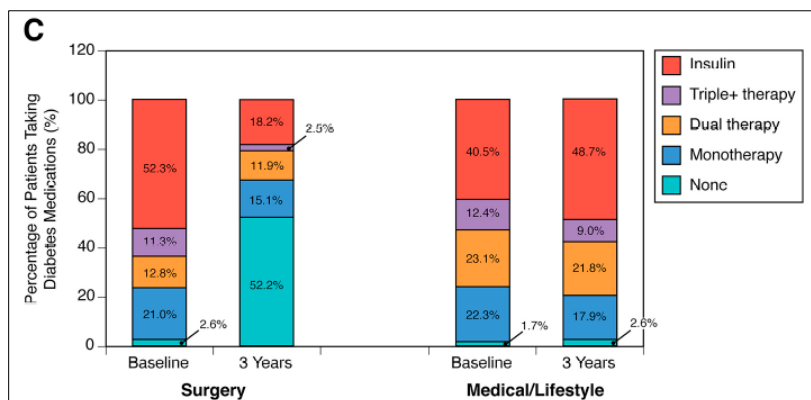 C
Percentage of Patients Taking
Diabetes Medications (%)
120
100
80
60
40
20
0
52.3%
11.3%
12.8%
21.0%
2.6%
18.2%
2.5%
11.9%
15.1%
52.2%
40.5%
12.4%
23.1%
22.3%
1.7%
48.7%
9.0%
21.8%
17.9%
2.6%
Baseline
3 Years
Baseline
3 Years
Surgery
Medical/Lifestyle
Insulin
Triple+ therapy
Dual therapy
Monotherapy
Nonc